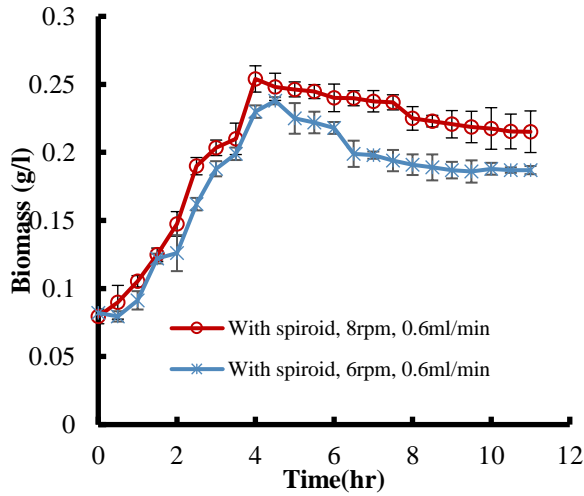 0.3
0.25
0.2
0.15
0.1
0.05
0
Biomass (g/l)
With spiroid, 8rpm, 0.6ml/min
With spiroid, 6rpm, 0.6ml/min
0 2 4 6 8 10 12
Time(hr)